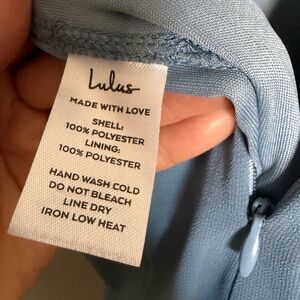 Lulus
MADE WITH LOVE
SHELL:
100% POLYESTER
LINING:
100% POLYESTER
HAND WASH COLD
DO NOT BLEACH
LINE DRY
IRON LOW HEAT